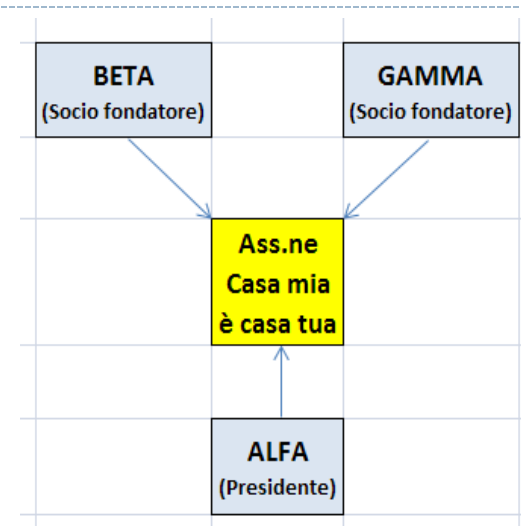 BETA
(Socio fondatore)
GAMMA
(Socio fondatore)
Ass.ne
Casa mia
è casa tua
ALFA
(Presidente)